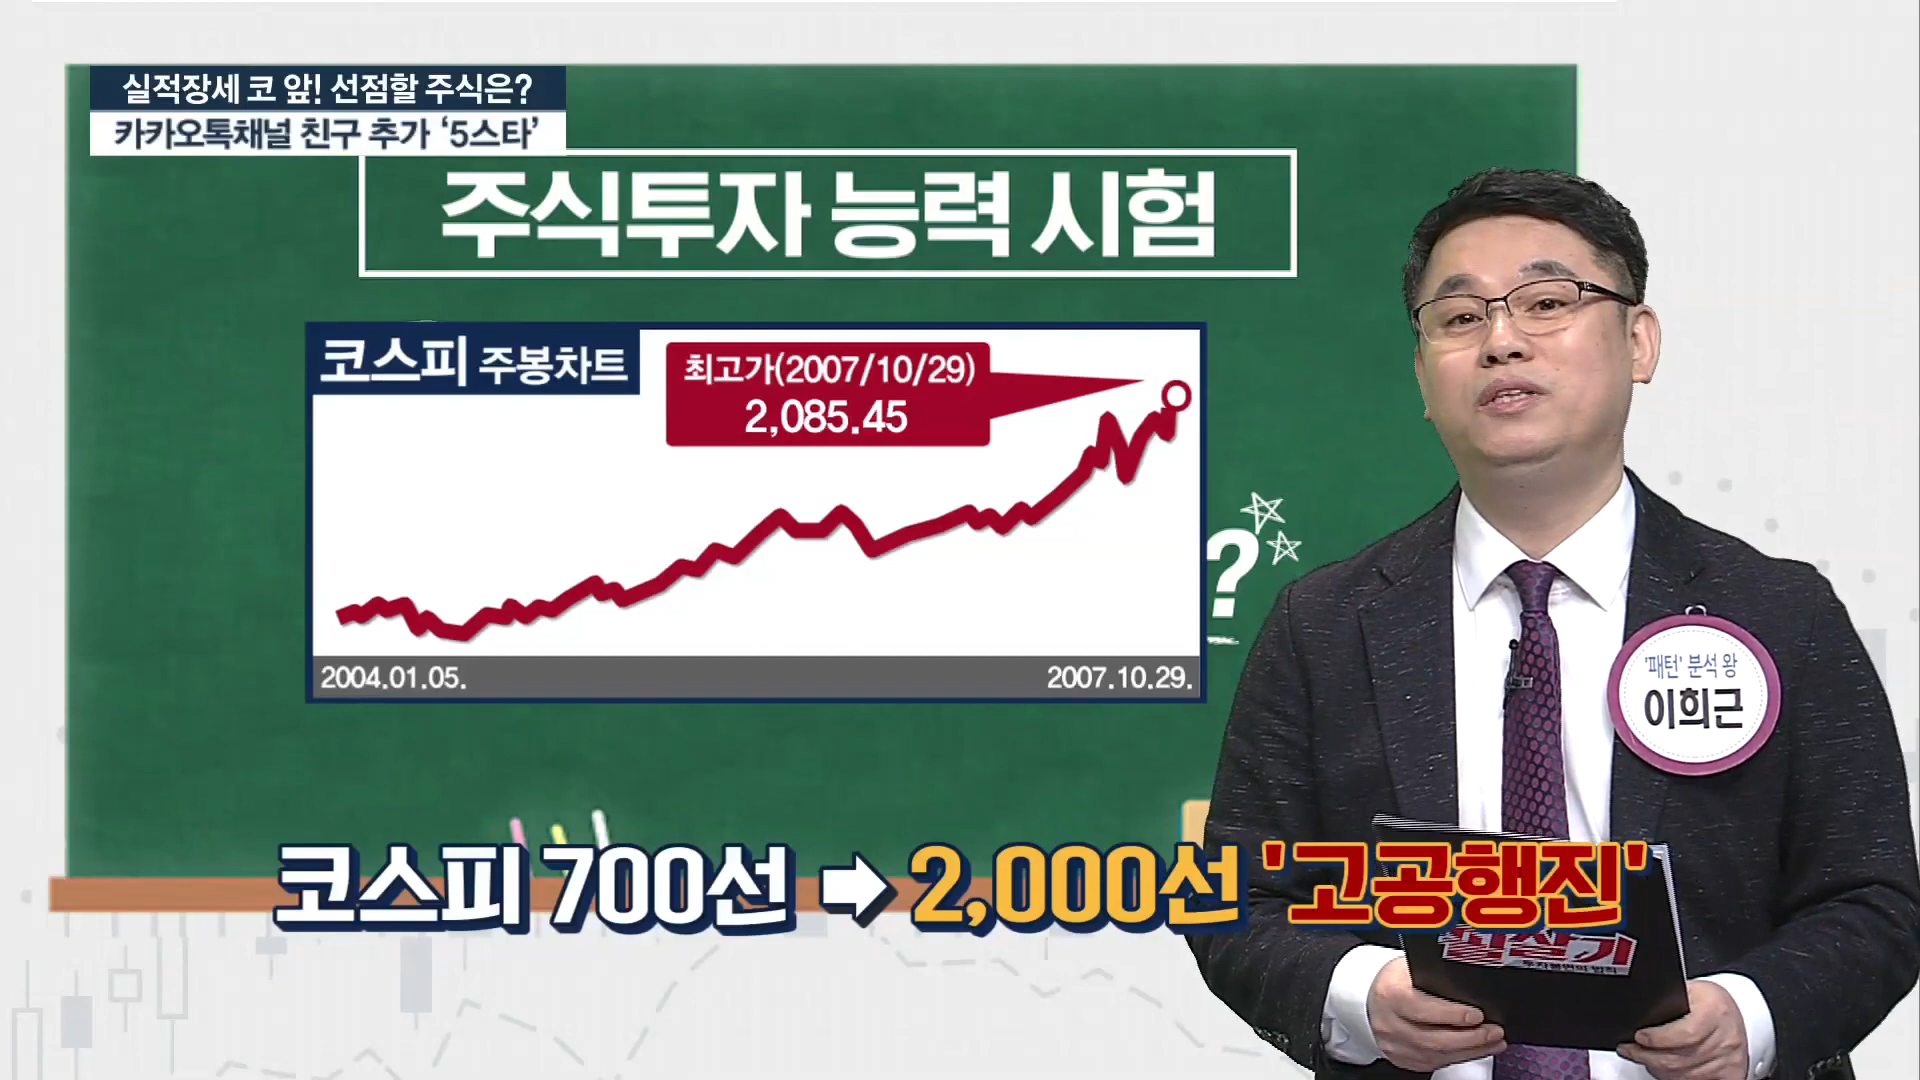 실적장세 코 앞! 선점할 주식은?
카카오톡채널 친구 추가 ‘5스타’
주식투자 능력 시험
코스피 주봉차트
최고가(2007/10/29)
2,085.45
2004.01.05.
2007.10.29.
?
'패턴' 분석 왕
이희근
코스피 700선 ➡ 2,000선 '고공행진'